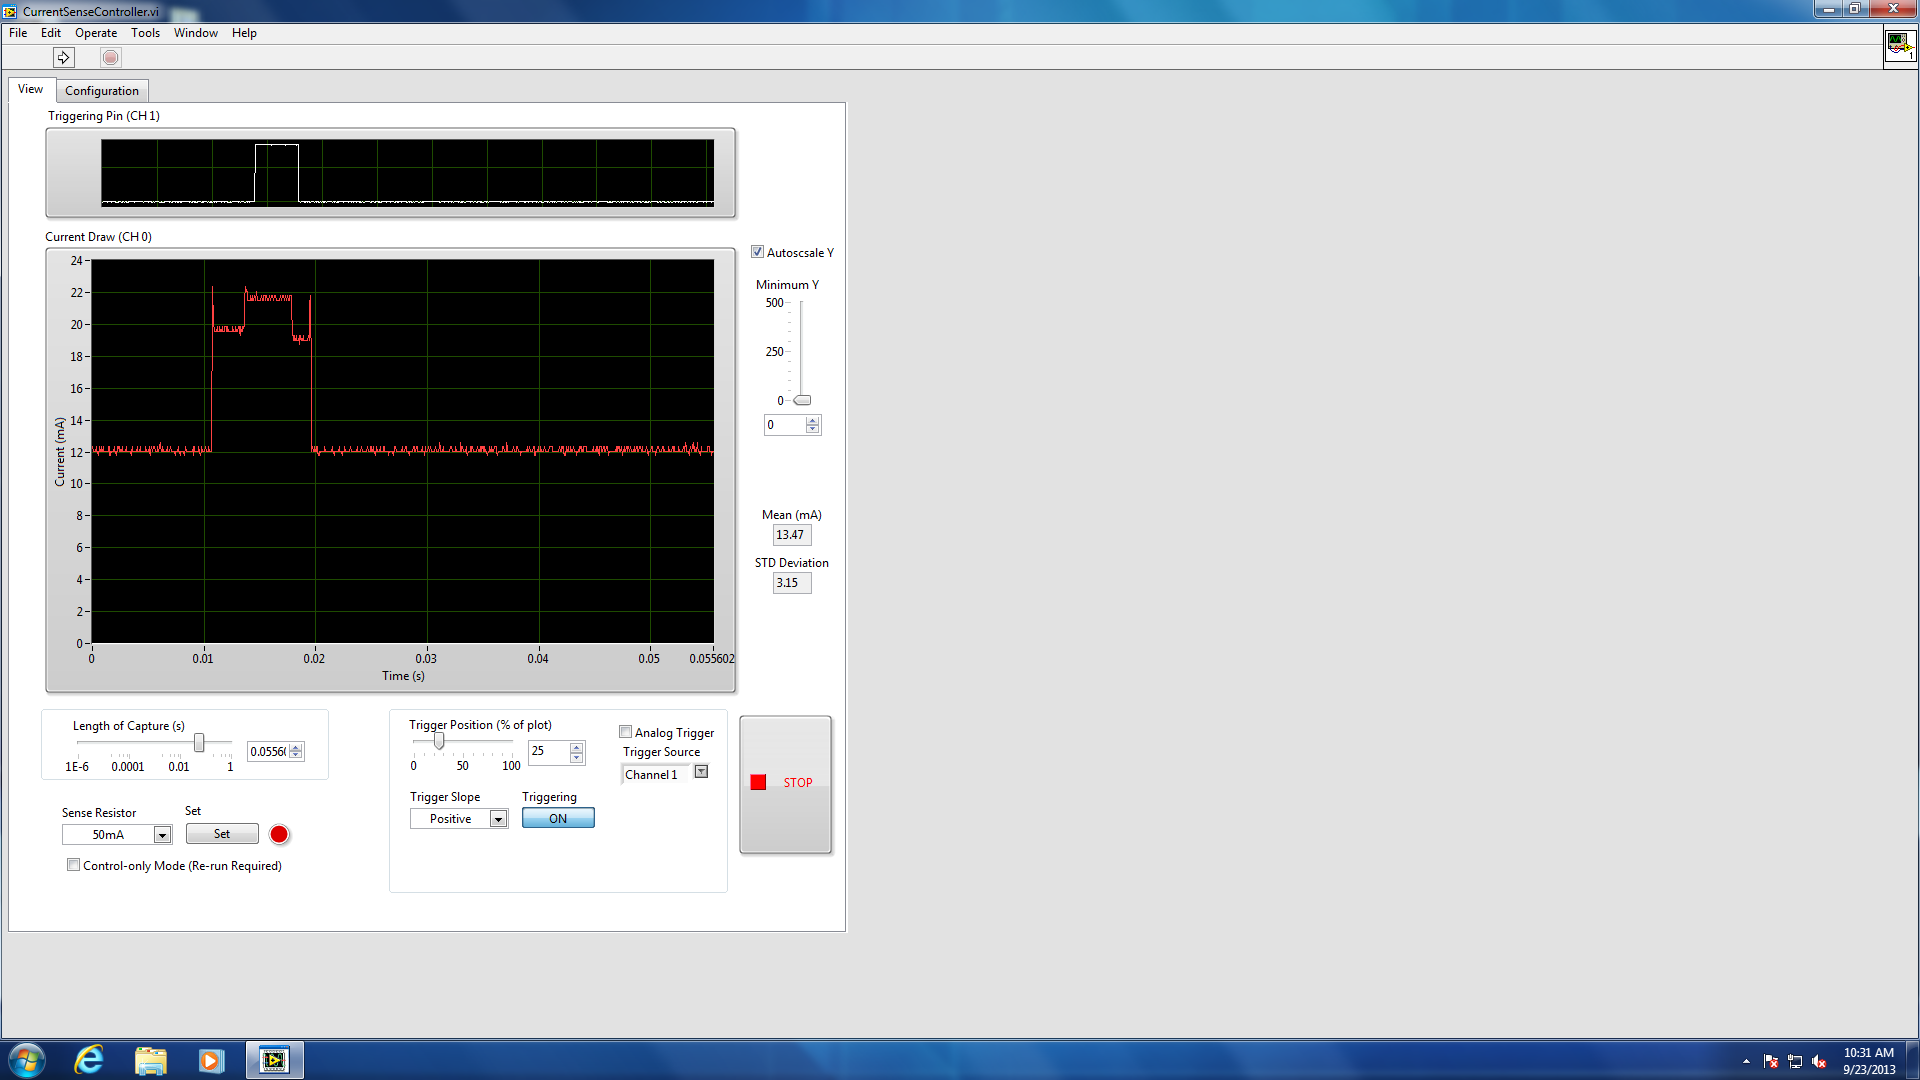 CurrentSenseController.vi
File Edit Operate Tools Window Help
1
View Configuration
Triggering Pin (CH 1)
Current Draw (CH 0)
24
22
20
18
16
14
12
10
8
6
4
2
0
Current (mA)
0 0.01 0.02 0.03 0.04 0.05 0.055602
Time (s)
Autoscsale Y
Minimum Y
500
250
0
0
Mean (mA)
13.47
STD Deviation
3.15
Length of Capture (s)
0.0556
1E-6 0.0001 0.01 1
Sense Resistor
50mA
Set
Set
Control-only Mode (Re-run Required)
Trigger Position (% of plot)
25
0 50 100
Analog Trigger
Trigger Source
Channel 1
Trigger Slope
Positive
Triggering
ON
STOP
10:31 AM
9/23/2013